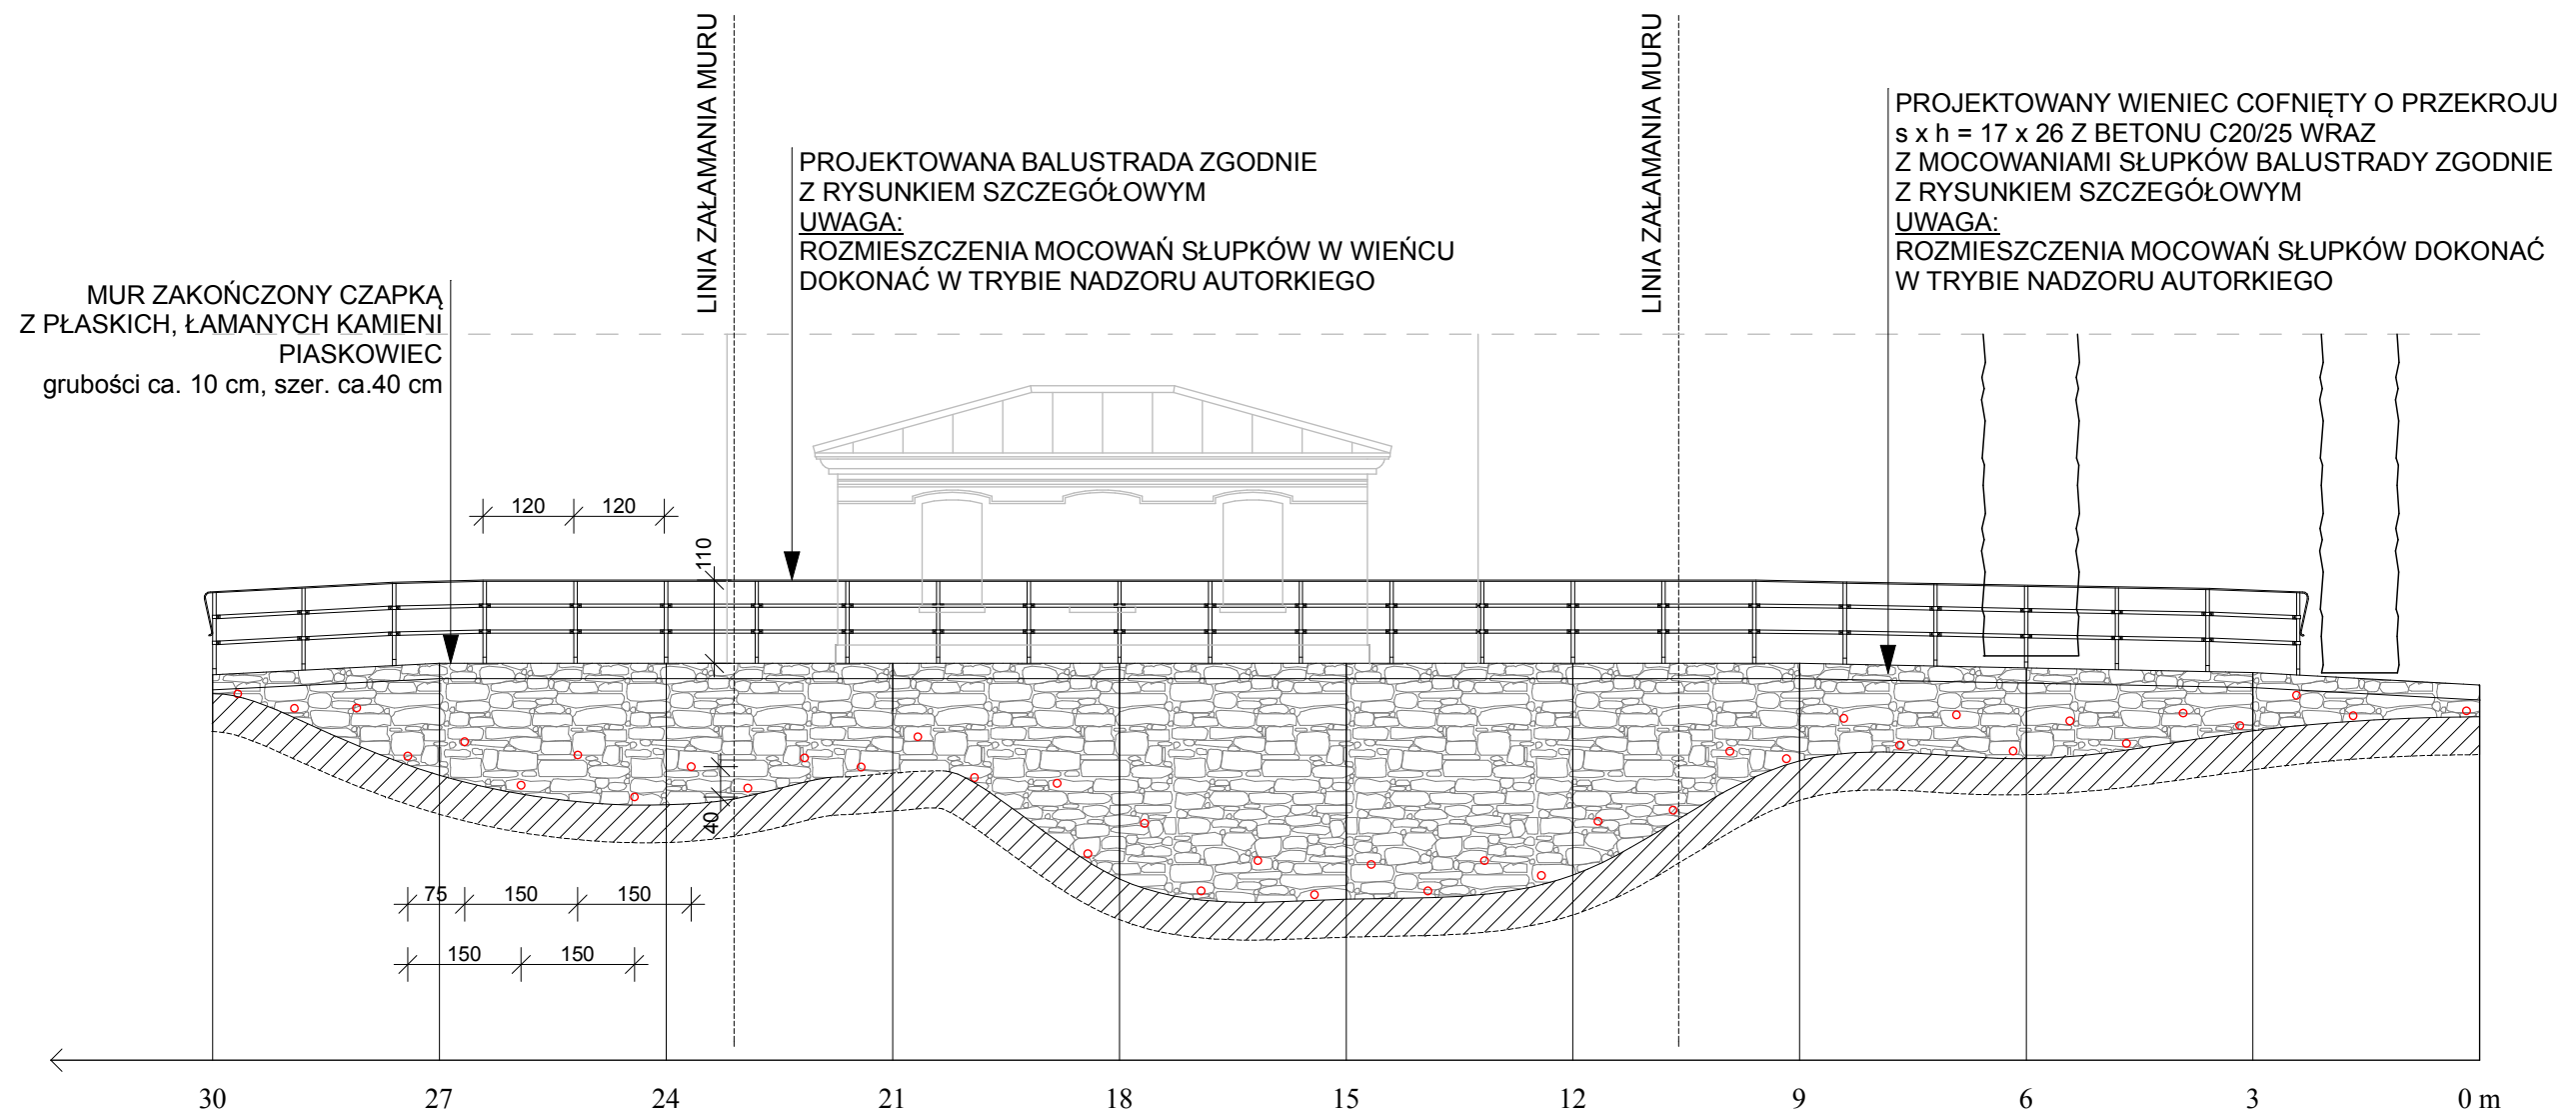 LINIA ZAŁAMANIA MURU
LINIA ZAŁAMANIA MURU
PROJEKTOWANY WIENIEC COFNIĘTY O PRZEKROJU
s x h = 17 x 26 Z BETONU C20/25 WRAZ
Z MOCOWANIAMI SŁUPKÓW BALUSTRADY ZGODNIE
Z RYSUNKIEM SZCZEGÓŁOWYM
UWAGA:
ROZMIESZCZENIA MOCOWAŃ SŁUPKÓW DOKONAĆ
W TRYBIE NADZORU AUTORKIEGO
PROJEKTOWANA BALUSTRADA ZGODNIE
Z RYSUNKIEM SZCZEGÓŁOWYM
UWAGA:
ROZMIESZCZENIA MOCOWAŃ SŁUPKÓW W WIEŃCU
DOKONAĆ W TRYBIE NADZORU AUTORKIEGO
MUR ZAKOŃCZONY CZAPKĄ
Z PŁASKICH, ŁAMANYCH KAMIENI
PIASKOWIEC
grubości ca. 10 cm, szer. ca.40 cm
120 120
110
40
75 150 150
150 150
30 27 24 21 18 15 12 9 6 3 0 m